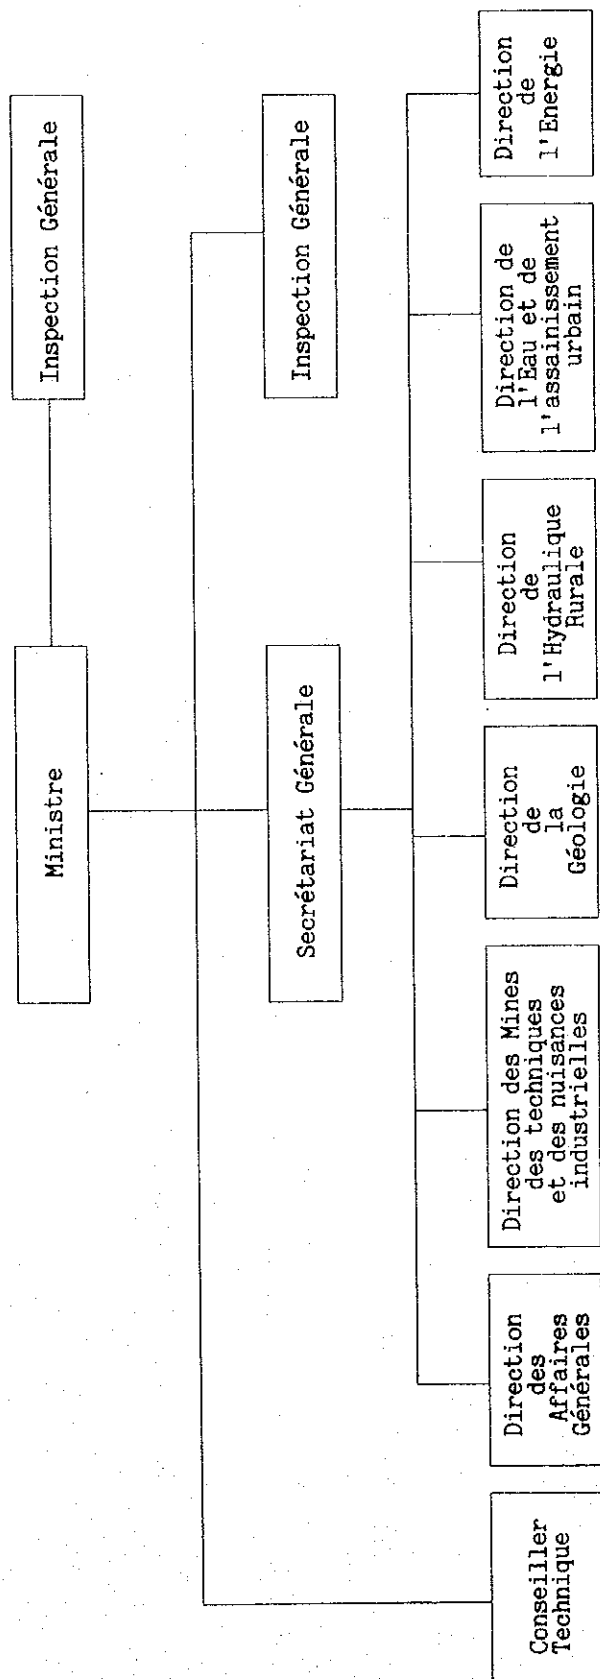 Ministre
Inspection Générale
Secrétariat Générale
Inspection Générale
Conseiller
Technique
Direction
des
Affaires
Générales
Direction des Mines
des techniques
et des nuisances
industrielles
Direction
de
la
Géologie
Direction
de
l'Hydraulique
Rurale
Direction de
l'Eau et de
l'assainissement
urbain
Direction
de
l'Energie